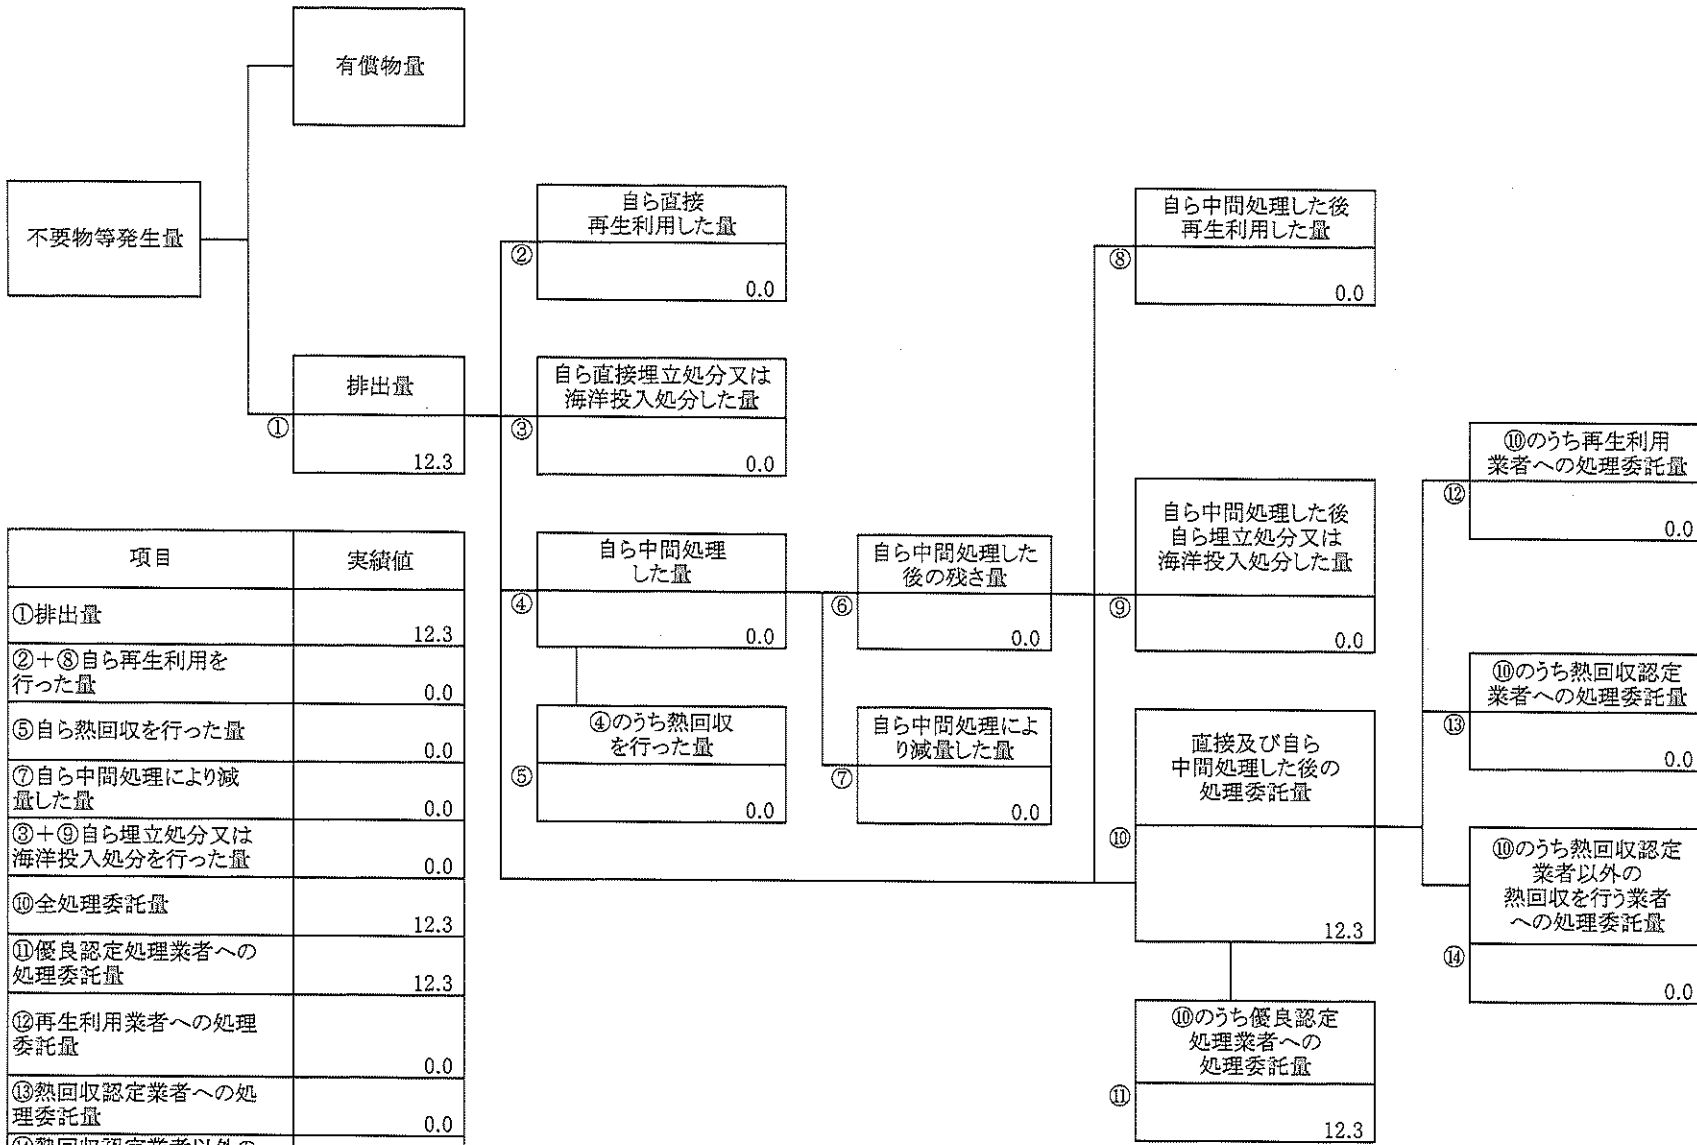 有償物量
不要物等発生量
排出量
①
12.3
自ら直接
再生利用した量
②
0.0
自ら直接埋立処分又は
海洋投入処分した量
③
0.0
自ら中間処理
した量
④
0.0
④のうち熱回収
を行った量
⑤
0.0
自ら中間処理した
後の残さ量
⑥
0.0
自ら中間処理によ
り減量した量
⑦
0.0
自ら中間処理した後
再生利用した量
⑧
0.0
自ら中間処理した後
自ら埋立処分又は
海洋投入処分した量
⑨
0.0
直接及び自ら
中間処理した後の
処理委託量
⑩
12.3
⑩のうち優良認定
処理業者への
処理委託量
⑪
12.3
⑩のうち再生利用
業者への処理委託量
⑫
0.0
⑩のうち熱回収認定
業者への処理委託量
⑬
0.0
⑩のうち熱回収認定
業者以外の
熱回収を行う業者
への処理委託量
⑭
0.0
項目 実績値
①排出量
12.3
②+⑧自ら再生利用を
行った量
0.0
⑤自ら熱回収を行った量
0.0
⑦自ら中間処理により減
量した量
0.0
③+⑨自ら埋立処分又は
海洋投入処分を行った量
0.0
⑩全処理委託量
12.3
⑪優良認定処理業者への
処理委託量
12.3
⑫再生利用業者への処理
委託量
0.0
⑬熱回収認定業者への処
理委託量
0.0
⑭熱回収認定業者以外の